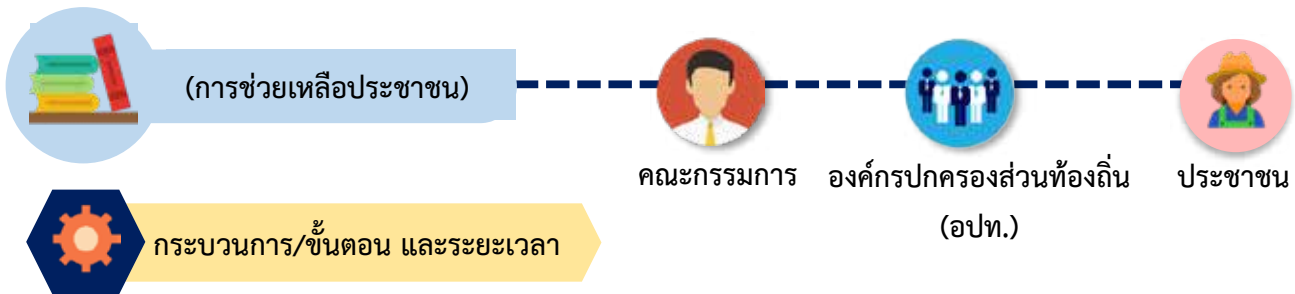 (การช่วยเหลือประชาชน)
คณะกรรมการ
องค์กรปกครองส่วนท้องถิ่น
(อปท.)
ประชาชน
กระบวนการ/ขั้นตอน และระยะเวลา